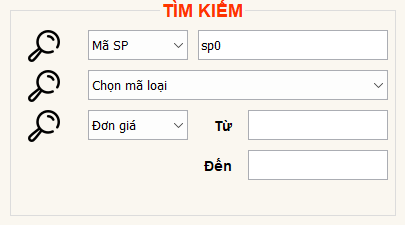 TÌM KIẾM
Mã SP sp0
Chọn mã loại
Đơn giá Từ
Đến